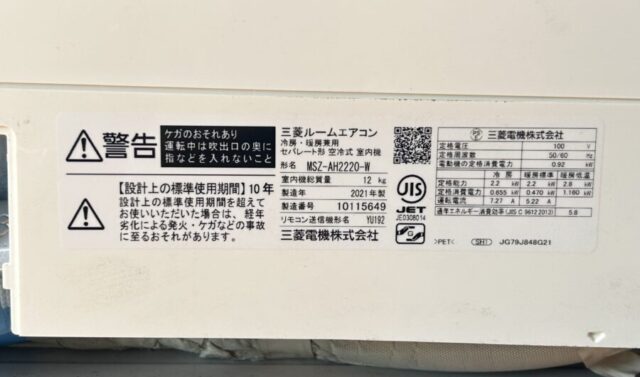 警告
ケガのおそれあり
運転中は吹出口の奥に
指などを入れないこと
【設計上の標準使用期間】10年
設計上の標準使用期間を超えて
お使いいただいた場合は、経年
劣化による発火・ケガなどの事故
に至るおそれがあります。
三菱ルームエアコン
冷房・暖房兼用
セパレート形 空冷式 室内機
形名 MSZ-AH2220-W
室内機総質量 12 kg
製造年 2021年製
製造番号 10115649
リモコン送信機形名 YU192
三菱電機株式会社
JIS
JET
JE0308014
三菱電機株式会社
定格電圧 100 V
定格周波数 50/60 Hz
電動機の定格消費電力 0.92 kW
冷房 暖房標準 暖房低温
定格能力 2.2 kW 2.2 kW 2.8 kW
定格消費電力 0.655 kW 0.470 kW 1.160 kW
運転電流 7.27 A 5.22 A
通年エネルギー消費効率 (JIS C 9612:2013) 5.8
>PET< SH1 JG79J848G21